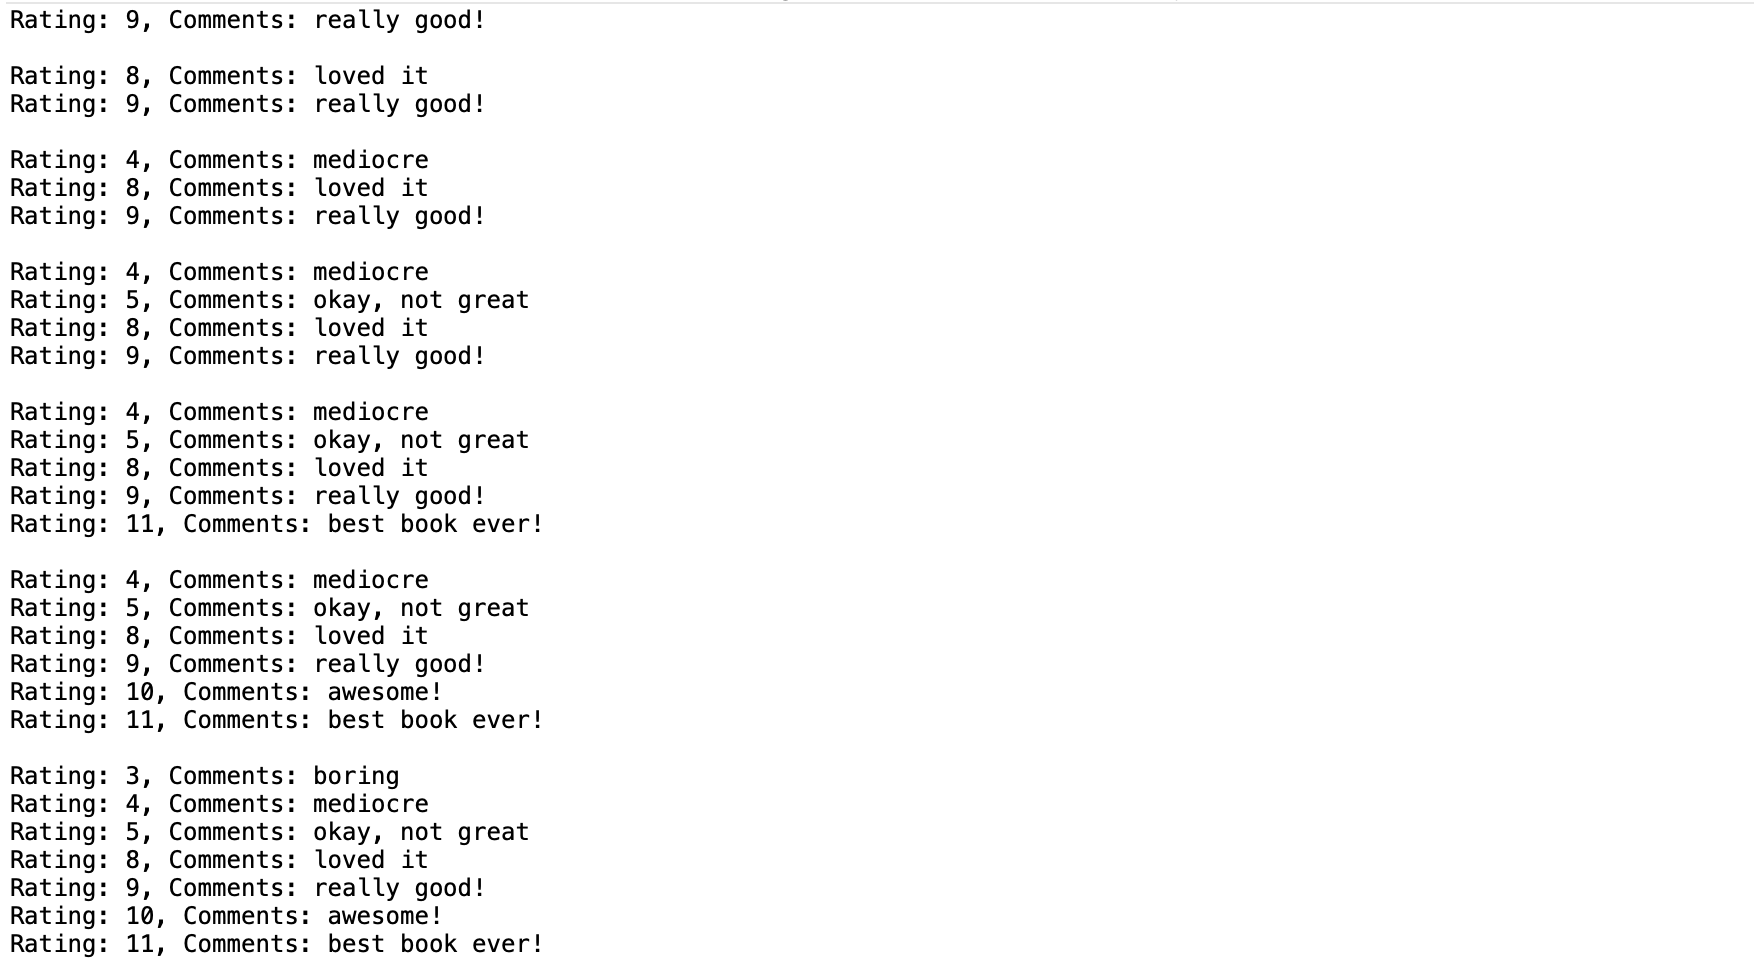 Rating: 9, Comments: really good!
Rating: 8, Comments: loved it
Rating: 9, Comments: really good!
Rating: 4, Comments: mediocre
Rating: 8, Comments: loved it
Rating: 9, Comments: really good!
Rating: 4, Comments: mediocre
Rating: 5, Comments: okay, not great
Rating: 8, Comments: loved it
Rating: 9, Comments: really good!
Rating: 4, Comments: mediocre
Rating: 5, Comments: okay, not great
Rating: 8, Comments: loved it
Rating: 9, Comments: really good!
Rating: 11, Comments: best book ever!
Rating: 4, Comments: mediocre
Rating: 5, Comments: okay, not great
Rating: 8, Comments: loved it
Rating: 9, Comments: really good!
Rating: 10, Comments: awesome!
Rating: 11, Comments: best book ever!
Rating: 3, Comments: boring
Rating: 4, Comments: mediocre
Rating: 5, Comments: okay, not great
Rating: 8, Comments: loved it
Rating: 9, Comments: really good!
Rating: 10, Comments: awesome!
Rating: 11, Comments: best book ever!